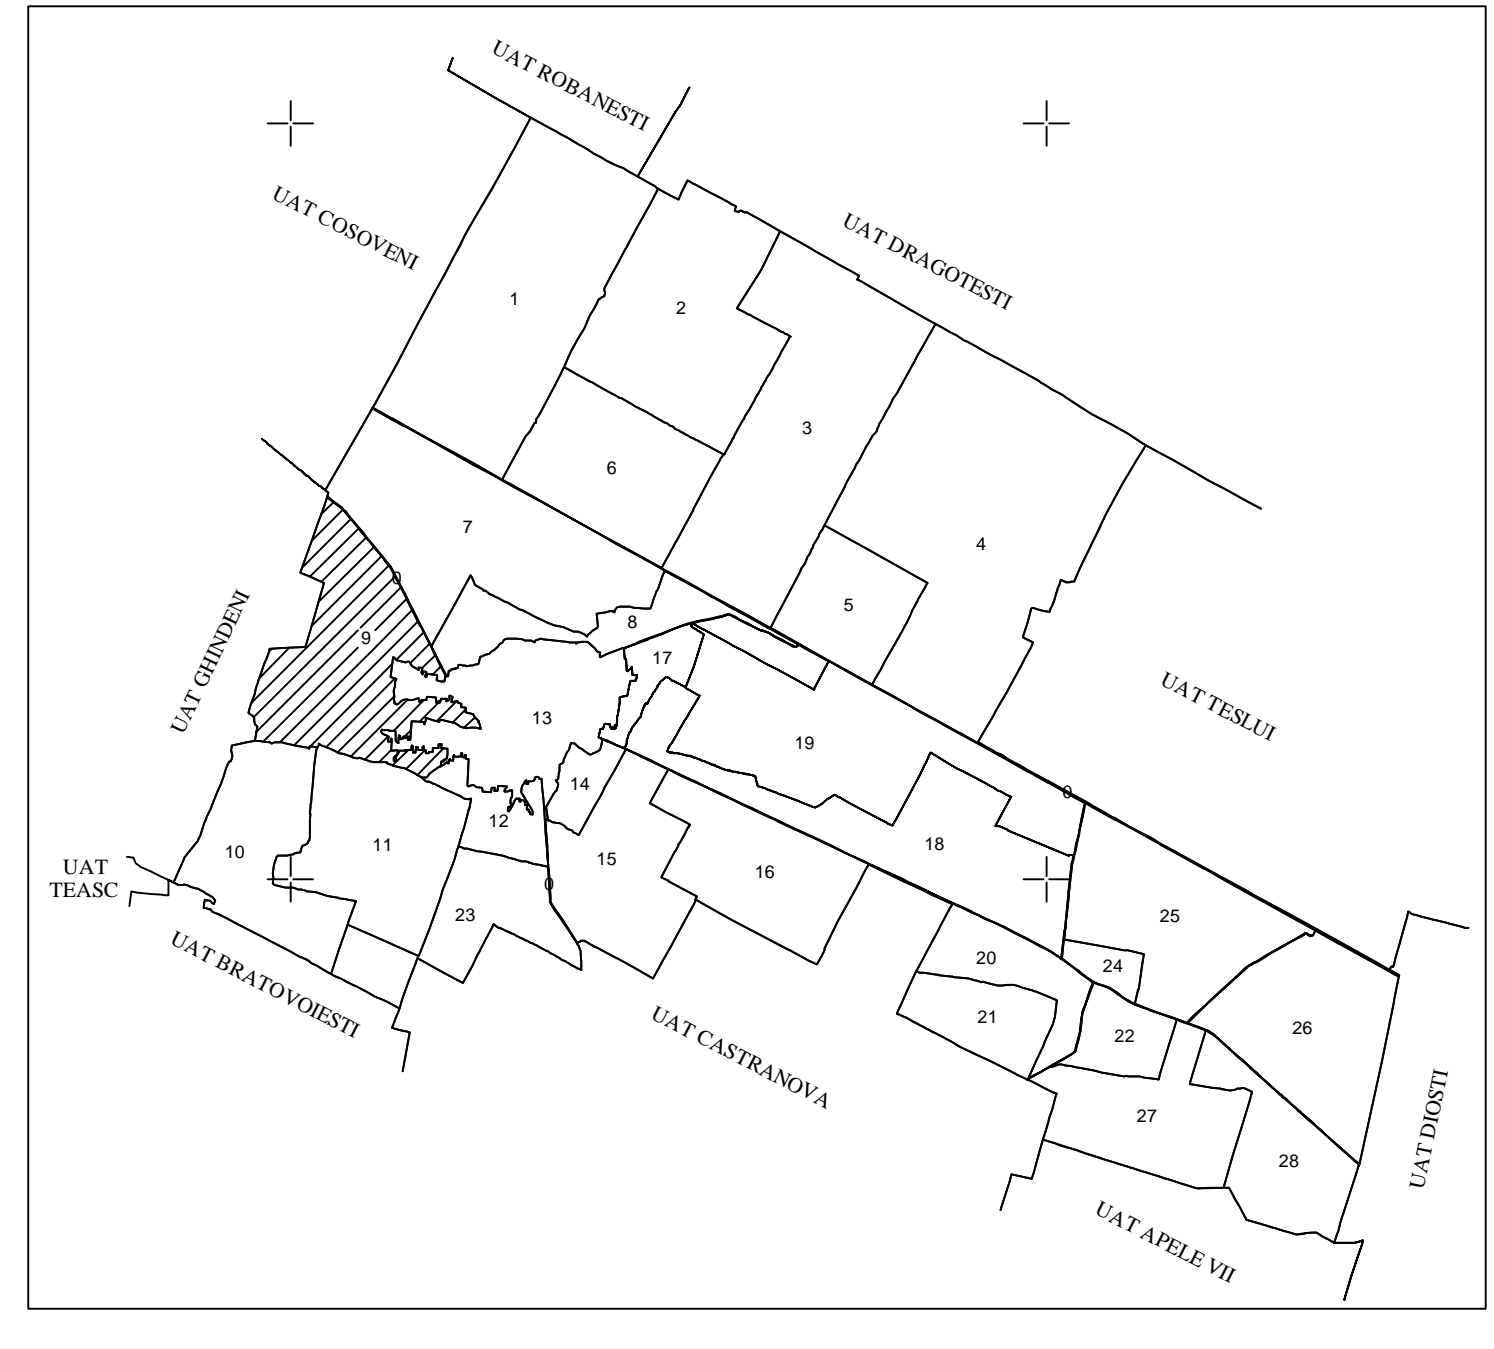 UAT ROBANESTI
UAT COSOVENI
UAT DRAGOTESTI
1
2
3
6
4
7
0
5
UAT GHINDENI
9
8
17
UAT TESLUI
13
19
14
0
12
18
10
11
15
16
UAT
TEASC
0
23
25
UAT BRATOVOIESTI
20
24
21
22
26
UAT CASTRANOVA
27
UAT DIOSTI
28
UAT APELE VII